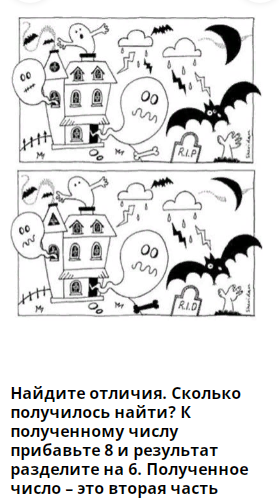 R.I.P
R.I.D
Найдите отличия. Сколько
получилось найти? К
полученному числу
прибавьте 8 и результат
разделите на 6. Полученное
число – это вторая часть